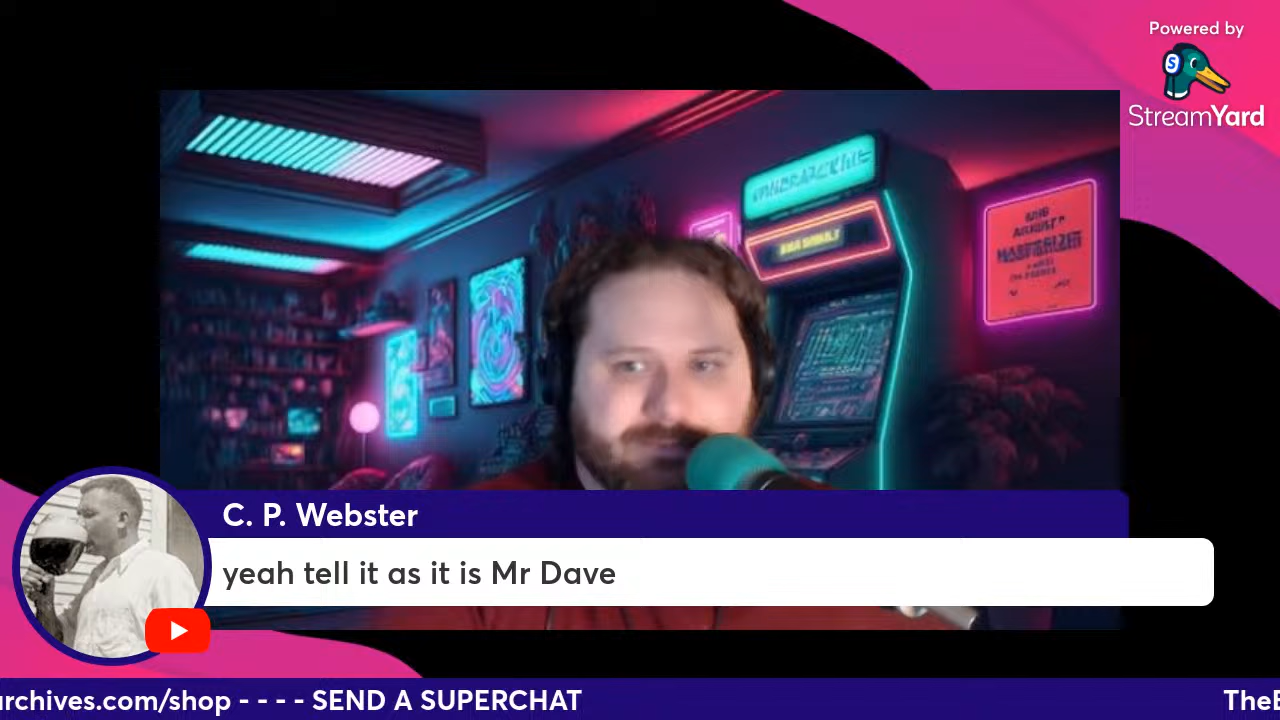 Powered by
StreamYard
C. P. Webster
yeah tell it as it is Mr Dave
archives.com/shop - - - - SEND A SUPERCHAT
TheE